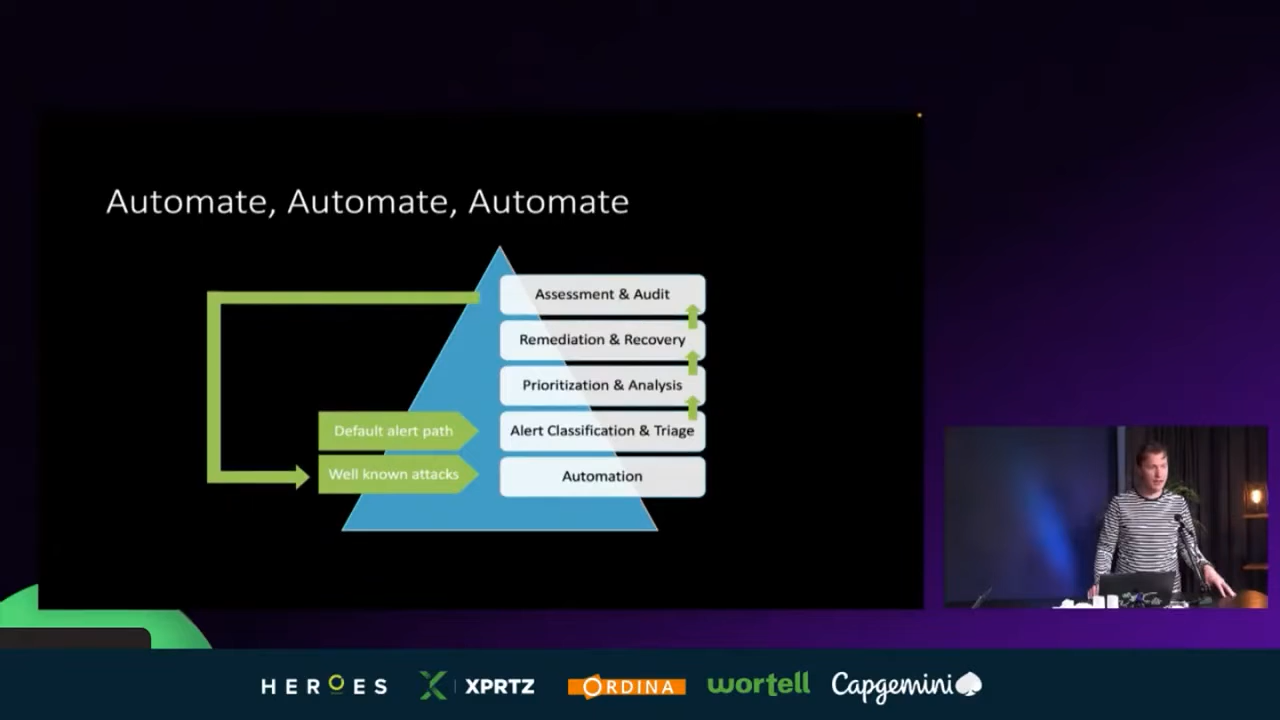 Automate, Automate, Automate
Assessment & Audit
Remediation & Recovery
Prioritization & Analysis
Default alert path
Alert Classification & Triage
Well known attacks
Automation
HEROES
XPRTZ
ORDINA
wortell
Capgemini